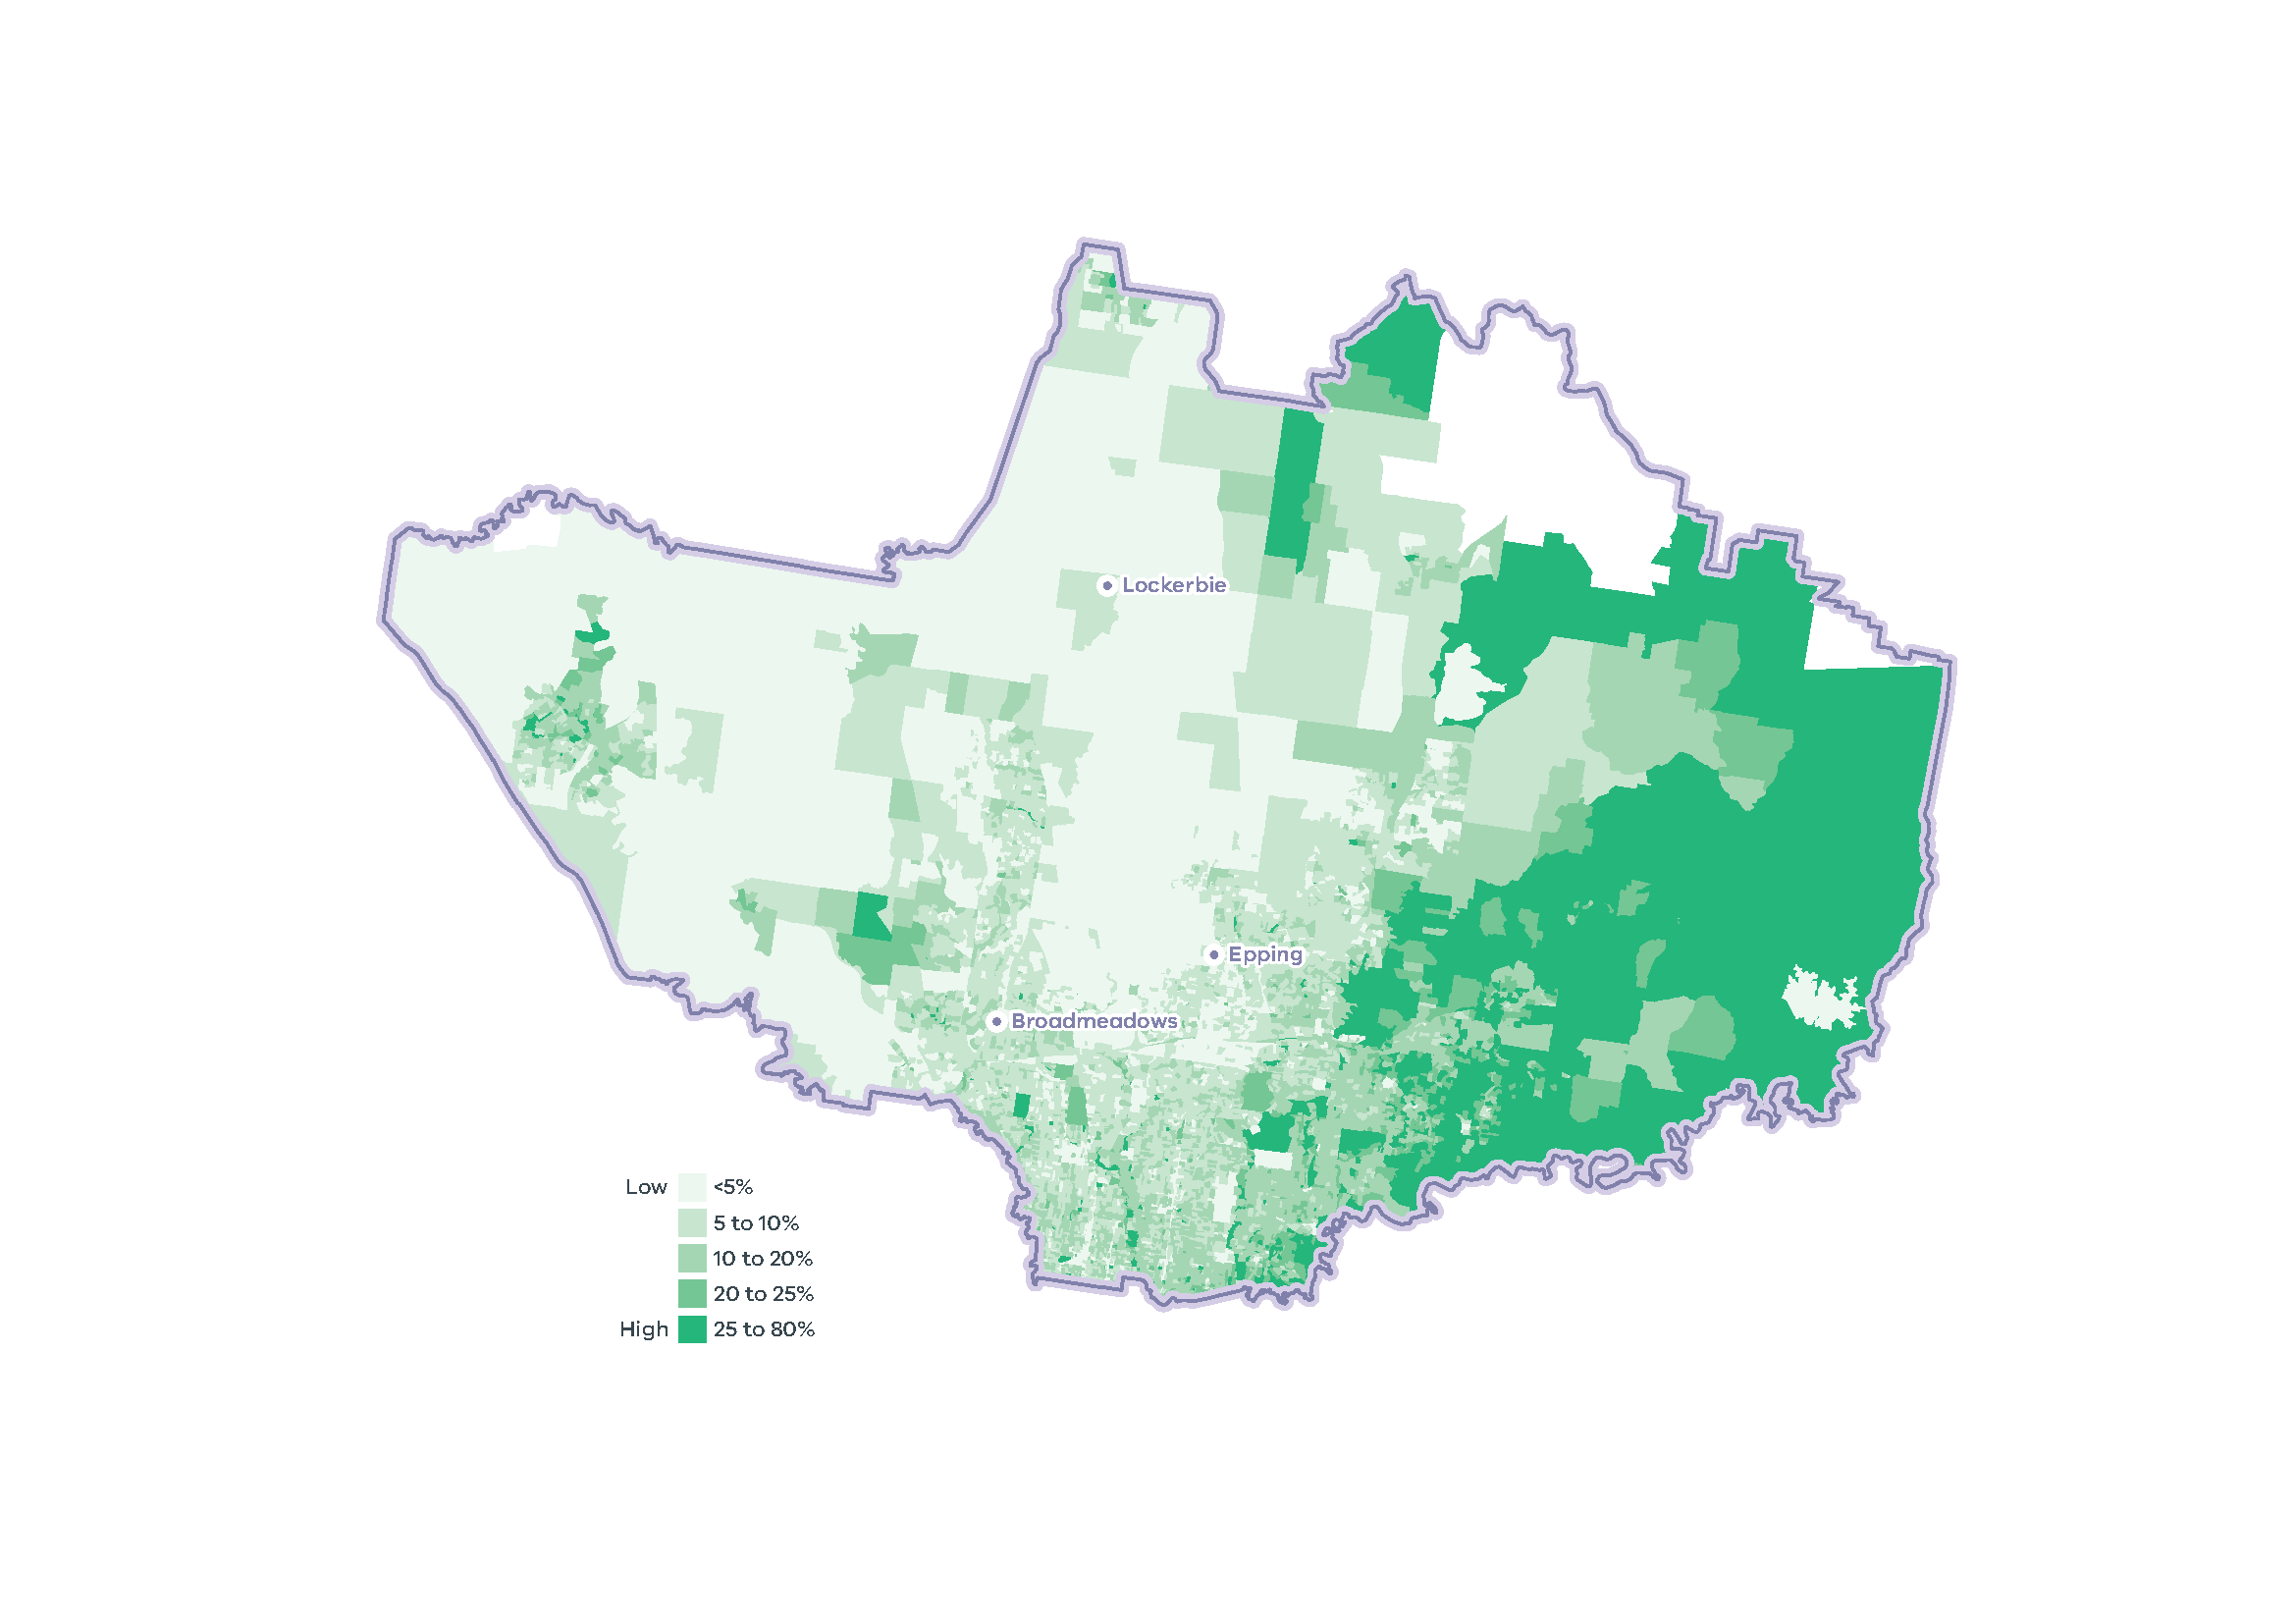 Lockerbie
Epping
Broadmeadows
Low <5%
5 to 10%
10 to 20%
20 to 25%
High 25 to 80%